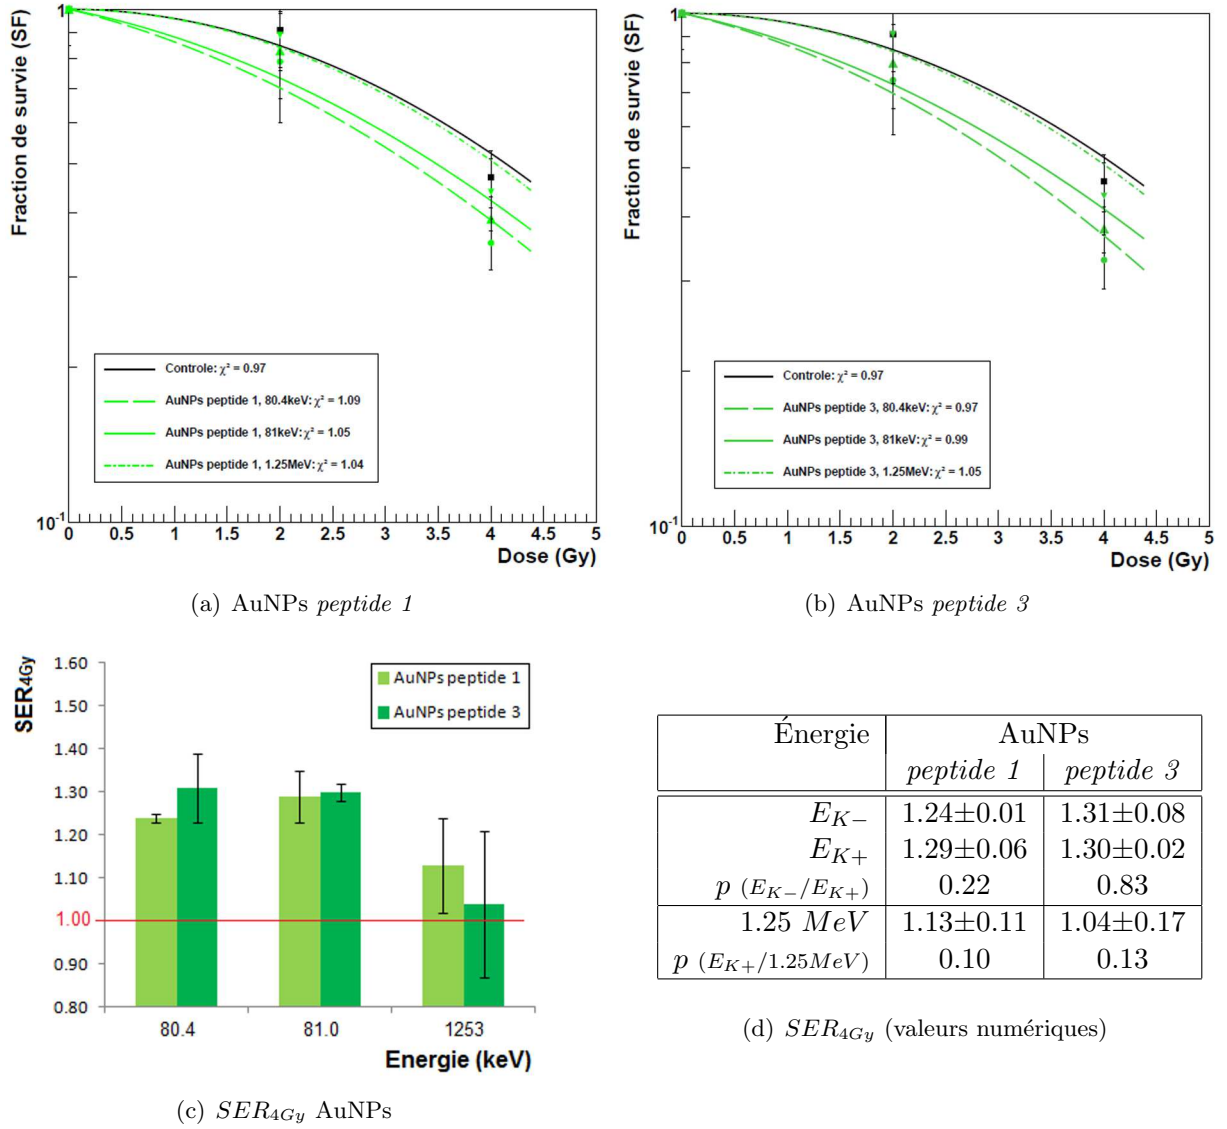 Fraction de survie (SF)
1
10-1
0 0.5 1 1.5 2 2.5 3 3.5 4 4.5 5
Dose (Gy)
Controle: χ² = 0.97
AuNPs peptide 1, 80.4keV: χ² = 1.09
AuNPs peptide 1, 81keV: χ² = 1.05
AuNPs peptide 1, 1.25MeV: χ² = 1.04
(a) AuNPs peptide 1
Fraction de survie (SF)
1
10-1
0 0.5 1 1.5 2 2.5 3 3.5 4 4.5 5
Dose (Gy)
Controle: χ² = 0.97
AuNPs peptide 3, 80.4keV: χ² = 0.97
AuNPs peptide 3, 81keV: χ² = 0.99
AuNPs peptide 3, 1.25MeV: χ² = 1.05
(b) AuNPs peptide 3
SER4Gy
1.60
1.50
1.40
1.30
1.20
1.10
1.00
0.90
0.80
AuNPs peptide 1
AuNPs peptide 3
80.4 81.0 1253
Energie (keV)
(c) SER4Gy AuNPs
Énergie AuNPs
peptide 1 peptide 3
EK− 1.24±0.01 1.31±0.08
EK+ 1.29±0.06 1.30±0.02
p (EK−/EK+) 0.22 0.83
1.25 MeV 1.13±0.11 1.04±0.17
p (EK+/1.25MeV) 0.10 0.13
(d) SER4Gy (valeurs numériques)